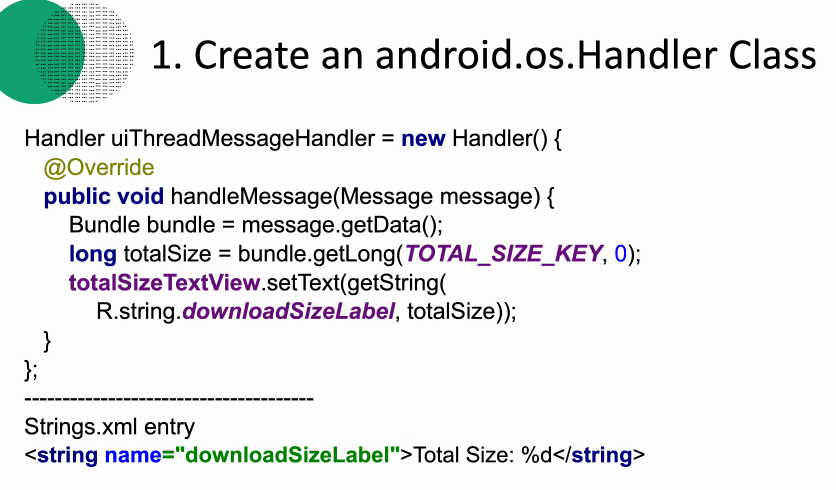 1. Create an android.os.Handler Class
Handler uiThreadMessageHandler = new Handler() {
@Override
public void handleMessage(Message message) {
Bundle bundle = message.getData();
long totalSize = bundle.getLong(TOTAL_SIZE_KEY, 0);
totalSizeTextView.setText(getString(
R.string.downloadSizeLabel, totalSize));
}
};
--------------------------------------
Strings.xml entry
<string name="downloadSizeLabel">Total Size: %d</string>